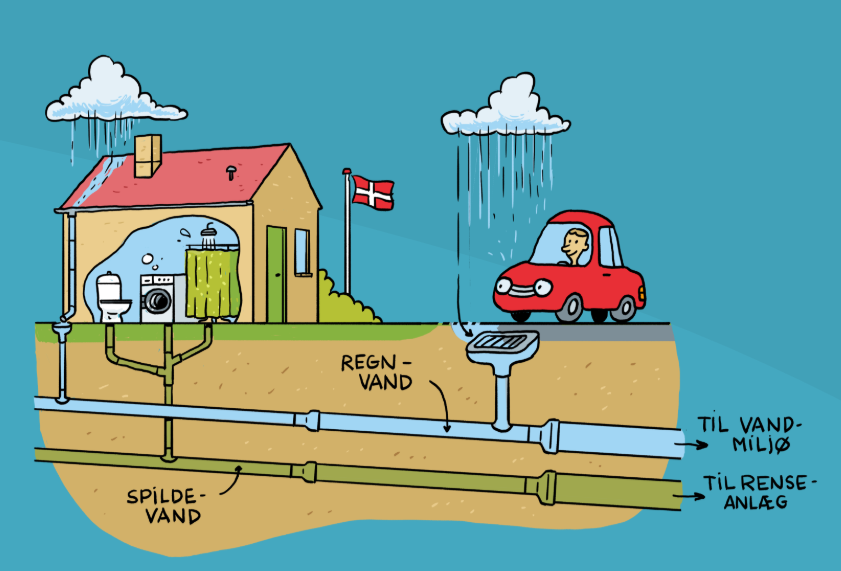 REGN-
VAND
TIL VAND-
MILJØ
TIL RENSE-
ANLÆG
SPILDE-
VAND